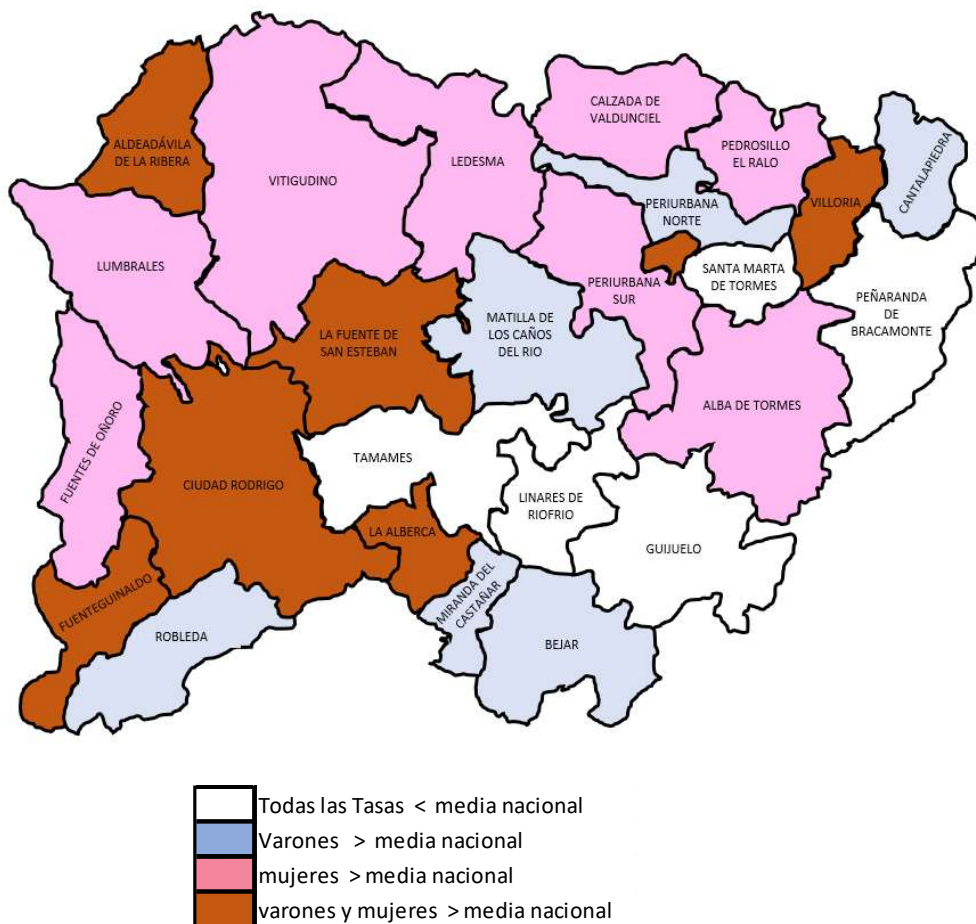 CALZADA DE
VALDUNCIEL
ALDEADÁVILA
DE LA RIBERA
VITIGUDINO
LEDESMA
PEDROSILLO
EL RALO
CANTALAPIEDRA
VILLORIA
PERIURBANA
NORTE
LUMBRALES
SANTA MARTA
DE TORMES
PERIURBANA
SUR
PEÑARANDA
DE
BRACAMONTE
MATILLA DE
LOS CAÑOS
DEL RIO
LA FUENTE DE
SAN ESTEBAN
ALBA DE TORMES
FUENTES DE OÑORO
TAMAMES
CIUDAD RODRIGO
LINARES DE
RIOFRIO
LA ALBERCA
GUIJUELO
FUENTEGUINALDO
MIRANDA DEL
CASTAÑAR
ROBLEDA
BEJAR
Todas las Tasas < media nacional
Varones > media nacional
mujeres > media nacional
varones y mujeres > media nacional